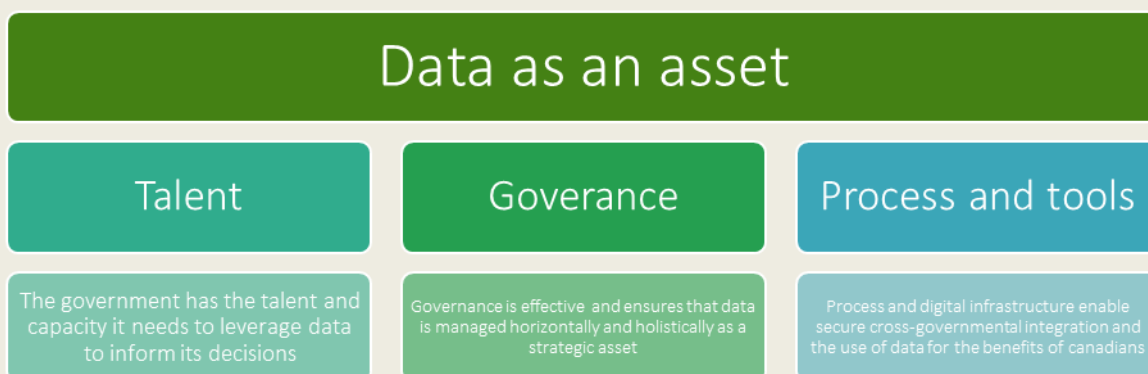 Data as an asset
Talent
Goverance
Process and tools
The government has the talent and
capacity it needs to leverage data
to inform its decisions
Governance is effective and ensures that data
is managed horizontally and holistically as a
strategic asset
Process and digital infrastructure enable
secure cross-governmental integration and
the use of data for the benefits of canadians